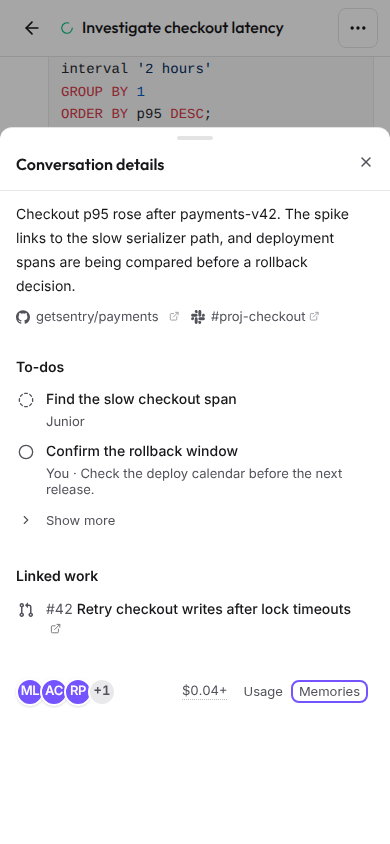 Investigate checkout latency
interval '2 hours'
GROUP BY 1
ORDER BY p95 DESC;
Conversation details
Checkout p95 rose after payments-v42. The spike
links to the slow serializer path, and deployment
spans are being compared before a rollback
decision.
getsentry/payments #proj-checkout
To-dos
Find the slow checkout span
Junior
Confirm the rollback window
You · Check the deploy calendar before the next
release.
Show more
Linked work
#42 Retry checkout writes after lock timeouts
ML AC RP +1 $0.04+ Usage Memories